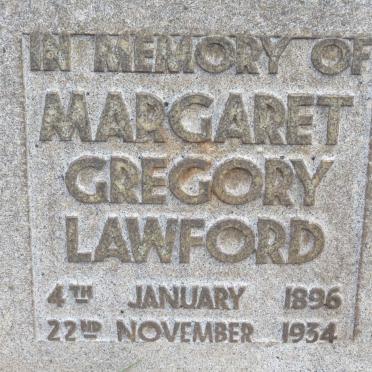 IN MEMORY OF
MARGARET
GREGORY
LAWFORD
4TH JANUARY 1896
22ND NOVEMBER 1934